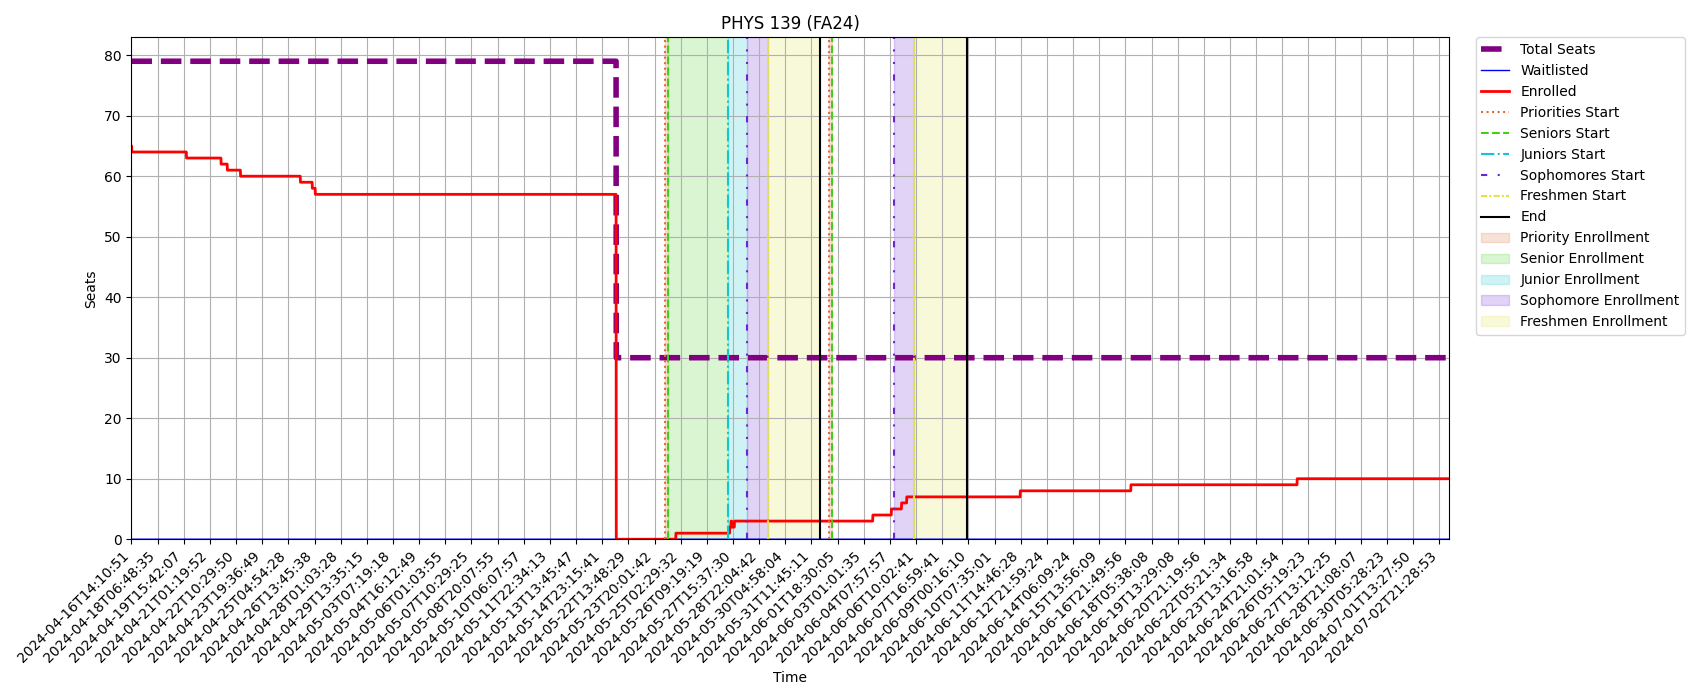 PHYS 139 (FA24)
80
70
60
50
40
30
20
10
0
Seats
2024-04-16T14:10:51
2024-04-18T06:48:35
2024-04-19T15:42:07
2024-04-21T01:19:52
2024-04-22T10:29:50
2024-04-23T19:36:49
2024-04-25T04:54:28
2024-04-26T13:45:38
2024-04-28T01:03:28
2024-04-29T13:35:15
2024-05-03T07:19:18
2024-05-04T16:12:49
2024-05-06T01:03:55
2024-05-07T10:29:25
2024-05-08T20:07:55
2024-05-10T06:07:57
2024-05-11T22:34:13
2024-05-13T13:45:47
2024-05-14T23:15:41
2024-05-22T13:48:29
2024-05-23T20:01:42
2024-05-25T02:29:32
2024-05-26T09:19:19
2024-05-27T15:37:30
2024-05-28T22:04:42
2024-05-30T04:58:04
2024-05-31T11:45:11
2024-06-01T18:30:05
2024-06-03T01:01:35
2024-06-04T07:57:57
2024-06-06T10:02:41
2024-06-07T16:59:41
2024-06-09T00:16:10
2024-06-10T07:35:01
2024-06-11T14:46:28
2024-06-12T21:59:24
2024-06-14T06:09:24
2024-06-15T13:56:09
2024-06-16T21:49:56
2024-06-18T05:38:08
2024-06-19T13:29:08
2024-06-20T21:19:56
2024-06-22T05:21:34
2024-06-23T13:16:58
2024-06-24T21:01:54
2024-06-26T05:19:23
2024-06-27T13:12:25
2024-06-28T21:08:07
2024-06-30T05:28:23
2024-07-01T13:27:50
2024-07-02T21:28:53
Time
Total Seats
Waitlisted
Enrolled
Priorities Start
Seniors Start
Juniors Start
Sophomores Start
Freshmen Start
End
Priority Enrollment
Senior Enrollment
Junior Enrollment
Sophomore Enrollment
Freshmen Enrollment